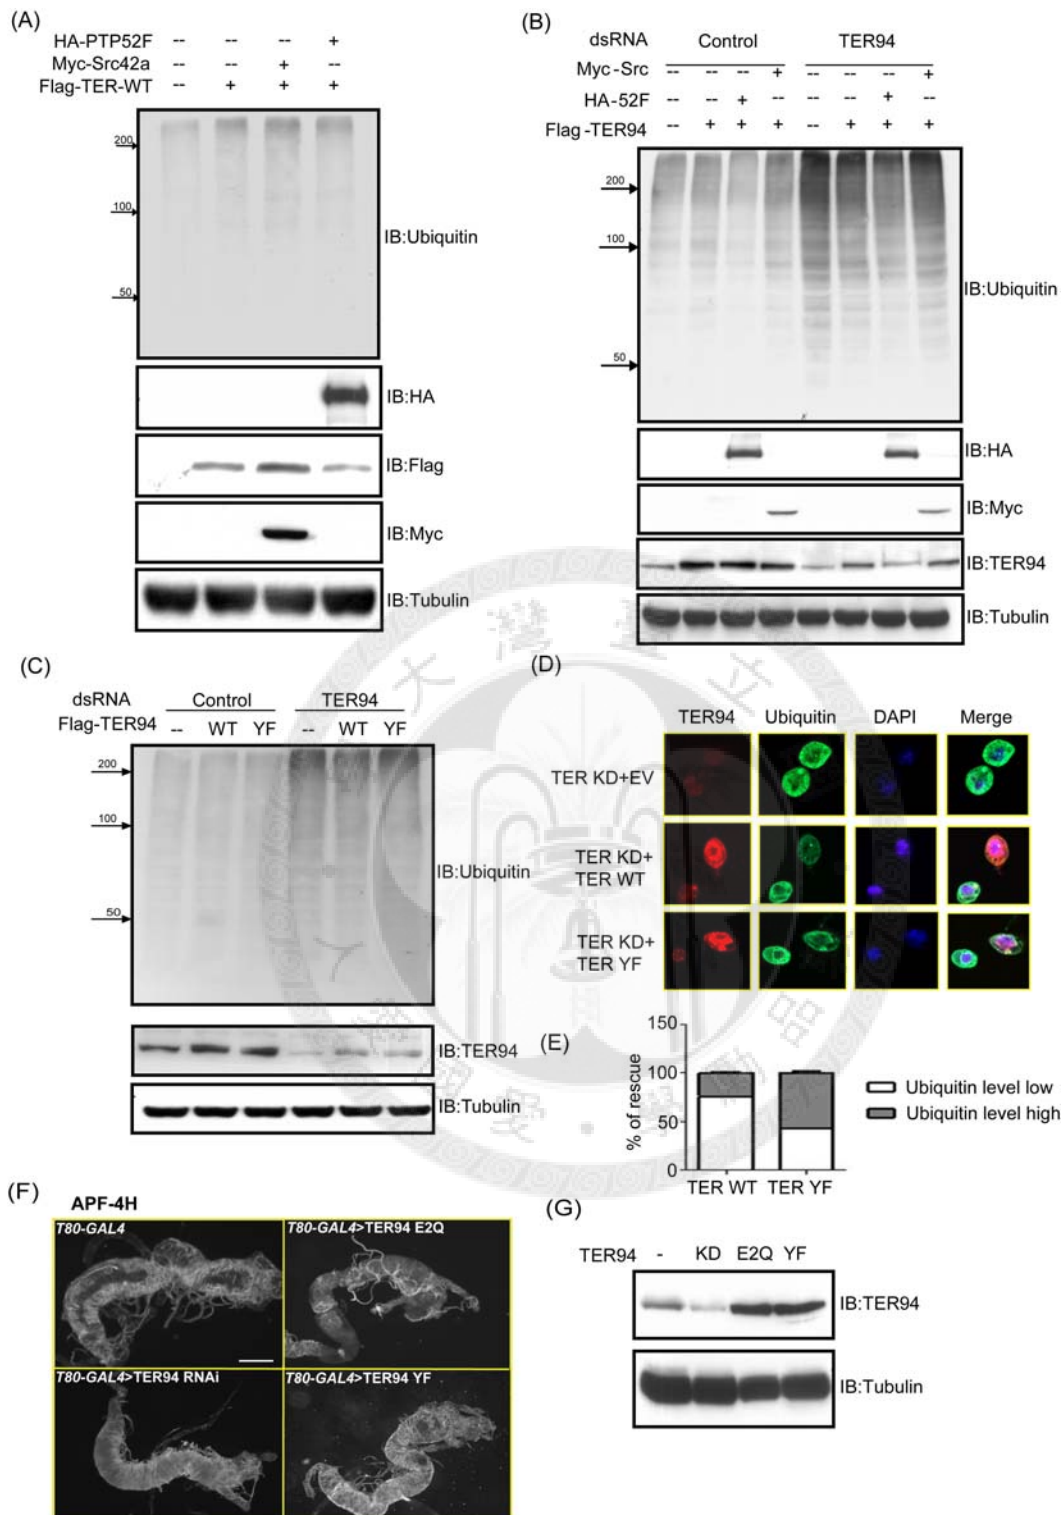 (A)
HA-PTP52F -- -- -- +
Myc-Src42a -- -- + --
Flag-TER-WT -- + + +
200
100
50
IB:Ubiquitin
IB:HA
IB:Flag
IB:Myc
IB:Tubulin
(B)
dsRNA Control TER94
Myc-Src -- -- -- + -- -- -- +
HA-52F -- -- + -- -- -- + --
Flag-TER94 -- + + + -- + + +
200
100
50
IB:Ubiquitin
IB:HA
IB:Myc
IB:TER94
IB:Tubulin
(C)
dsRNA Control TER94
Flag-TER94 -- WT YF -- WT YF
200
100
50
IB:Ubiquitin
IB:TER94
IB:Tubulin
(D)
TER94 Ubiquitin DAPI Merge
TER KD+EV
TER KD+
TER WT
TER KD+
TER YF
(E)
150
100
50
0
% of rescue
TER WT TER YF
Ubiquitin level low
Ubiquitin level high
(F)
APF-4H
T80-GAL4
T80-GAL4>TER94 E2Q
T80-GAL4>TER94 RNAi
T80-GAL4>TER94 YF
(G)
TER94 - KD E2Q YF
IB:TER94
IB:Tubulin